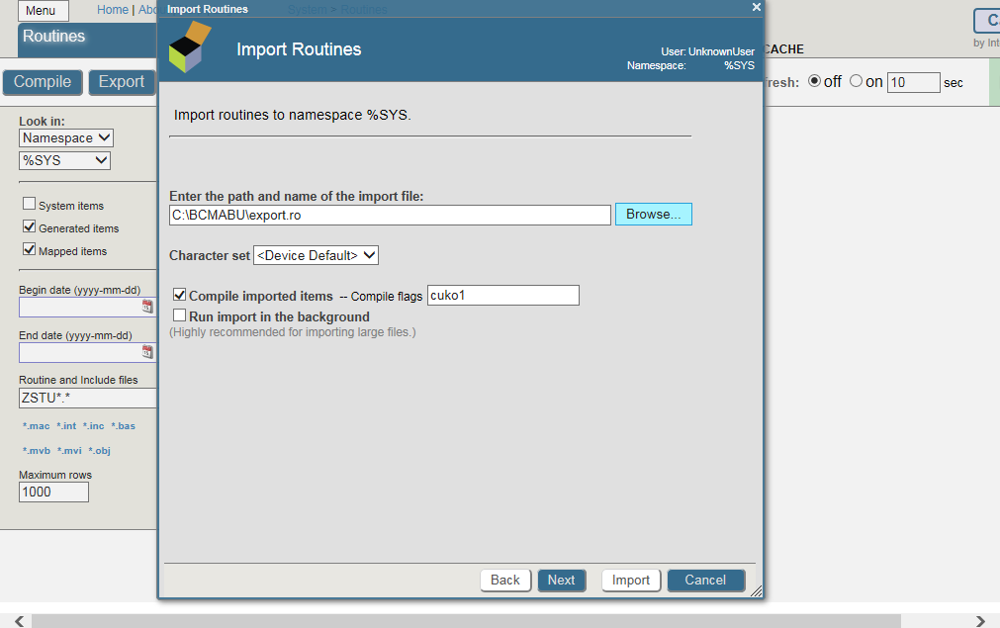 Menu
Home | Abo
System > Routines
Routines
Compile
Export
Look in:
Namespace
%SYS
System items
Generated items
Mapped items
Begin date (yyyy-mm-dd)
End date (yyyy-mm-dd)
Routine and Include files
ZSTU*.*
*.mac *.int *.inc *.bas
*.mvb *.mvi *.obj
Maximum rows
1000
Import Routines
Import Routines
User: UnknownUser
Namespace: %SYS
Import routines to namespace %SYS.
Enter the path and name of the import file:
C:\BCMABU\export.ro
Browse...
Character set <Device Default>
Compile imported items -- Compile flags cuko1
Run import in the background
(Highly recommended for importing large files.)
Back
Next
Import
Cancel
CACHE
C
by Int
fresh: off on 10 sec